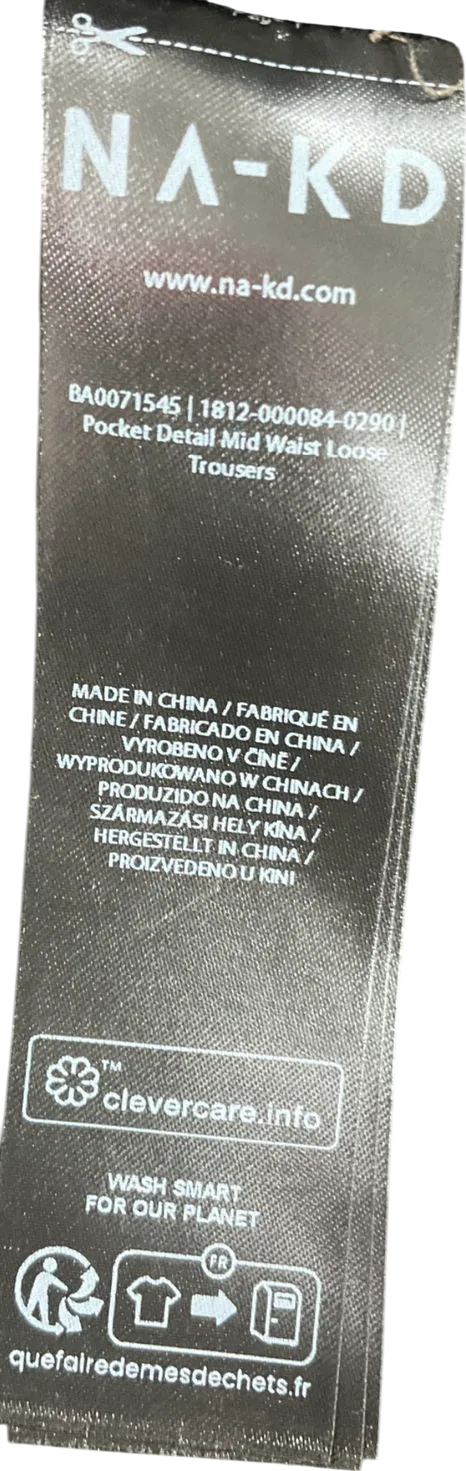 NA-KD
www.na-kd.com
BA0071545 | 1812-000084-0290 |
Pocket Detail Mid Waist Loose
Trousers
MADE IN CHINA / FABRIQUÉ EN
CHINE / FABRICADO EN CHINA /
VYROBENO V ČÍNĚ /
WYPRODUKOWANO W CHINACH /
PRODUZIDO NA CHINA /
SZÁRMAZÁSI HELY KÍNA /
HERGESTELLT IN CHINA /
PROIZVEDENO U KINI
TM
clevercare.info
WASH SMART
FOR OUR PLANET
FR
quefairedemesdechets.fr